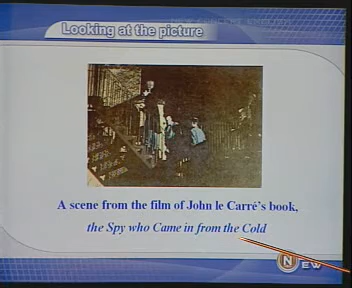 Looking at the picture
A scene from the film of John le Carré's book,
the Spy who Came in from the Cold
NEW